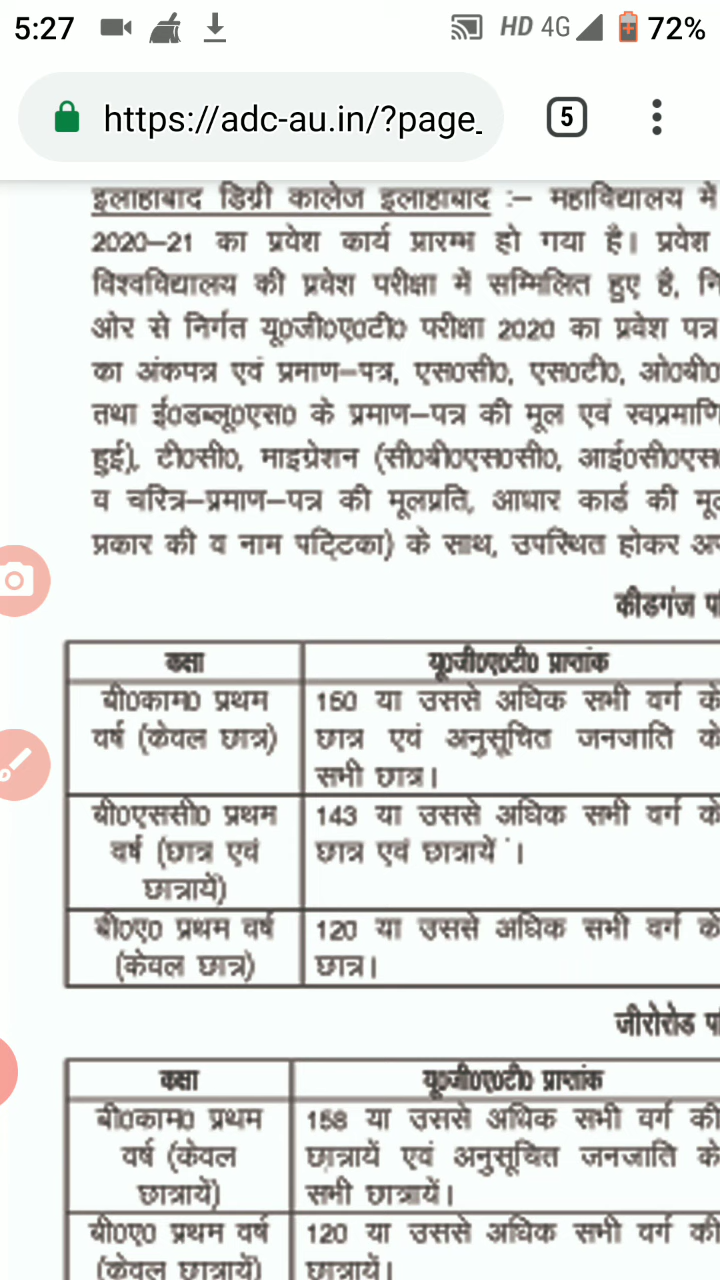 5:27 HD 4G 72%
https://adc-au.in/?page_ 5
इलाहाबाद डिग्री कालेज इलाहाबाद :– महाविद्यालय में
2020–21 का प्रवेश कार्य प्रारम्भ हो गया है। प्रवेश
विश्वविद्यालय की प्रवेश परीक्षा में सम्मिलित हुए है, नि
ओर से निर्गत यू0जी0ए0टी0 परीक्षा 2020 का प्रवेश पत्र
का अंकपत्र एवं प्रमाण–पत्र, एस0सी0, एस0टी0, ओ0बी0
तथा ई0डब्लू0एस0 के प्रमाण–पत्र की मूल एवं स्वप्रमाणि
हुई), टी0सी0, माइग्रेशन (सी0बी0एस0सी0, आई0सी0एस
व चरित्र–प्रमाण–पत्र की मूलप्रति, आधार कार्ड की मू
प्रकार की व नाम पट्टिका) के साथ, उपस्थित होकर अप
कीडगंज परि
कक्षा यू0जी0ए0टी0 प्राप्तांक
बी0काम0 प्रथम 150 या उससे अधिक सभी वर्ग के
वर्ष (केवल छात्र) छात्र एवं अनुसूचित जनजाति के
सभी छात्र।
बी0एससी0 प्रथम 143 या उससे अधिक सभी वर्ग के
वर्ष (छात्र एवं छात्र एवं छात्रायें ।
छात्रायें)
बी0ए0 प्रथम वर्ष 120 या उससे अधिक सभी वर्ग के
(केवल छात्र) छात्र।
जीरोरोड परि
कक्षा यू0जी0ए0टी0 प्राप्तांक
बी0काम0 प्रथम 158 या उससे अधिक सभी वर्ग की
वर्ष (केवल छात्रायें एवं अनुसूचित जनजाति के
छात्रायें) सभी छात्रायें।
बी0ए0 प्रथम वर्ष 120 या उससे अधिक सभी वर्ग की
(केवल छात्रायें) छात्रायें।